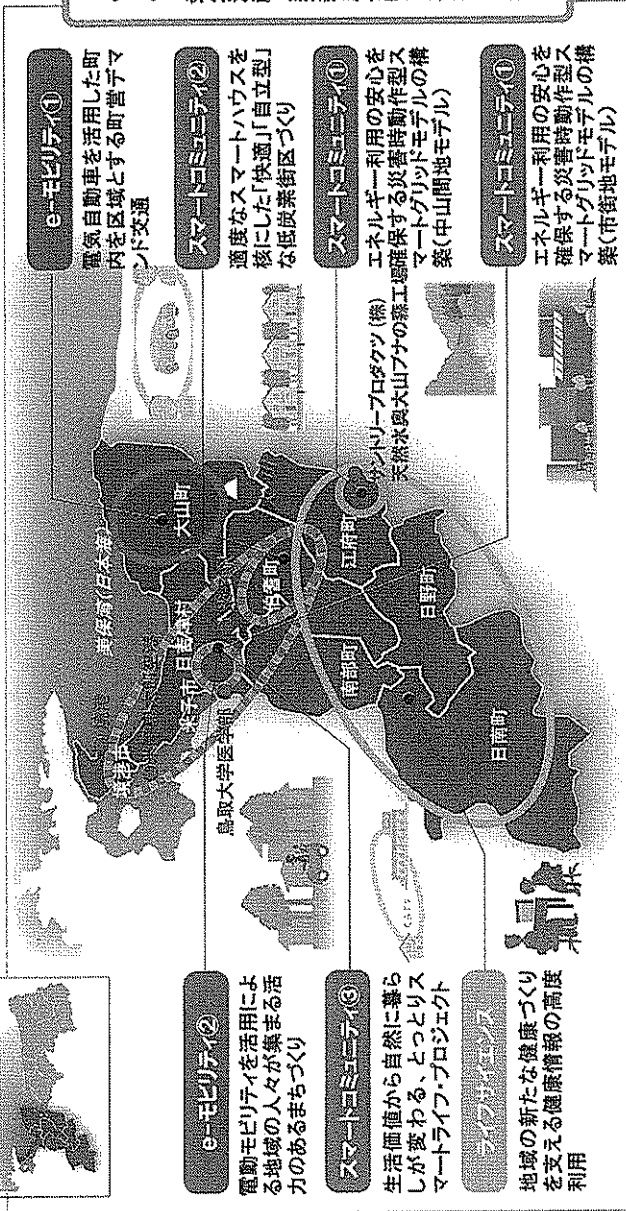 e-モビリティ①
電気自動車を活用した町
内を区域とする町営デマ
ンド交通
スマートコミュニティ②
適度なスマートハウスを
核にした「快適」「自立型」
な低炭素街区づくり
スマートコミュニティ①
エネルギー利用の安心を
確保する災害時動作型ス
マートグリッドモデルの構
築(中山間地モデル)
スマートコミュニティ①
エネルギー利用の安心を
確保する災害時動作型ス
マートグリッドモデルの構
築(市街地モデル)
美保湾(日本海)
境港市
米子市
日吉津村
大山町
伯耆町
南部町
江府町
日野町
日南町
鳥取大学医学部
サントリープロダクツ(株)
天然水奥大山ブナの森工場
e-モビリティ②
電動モビリティを活用によ
る地域の人々が集まる活
力のあるまちづくり
スマートコミュニティ③
生活価値から自然に暮ら
しが変わる、とっとりス
マートライフ・プロジェクト
ライフサイエンス
地域の新たな健康づくり
を支える健康情報の高度
利用